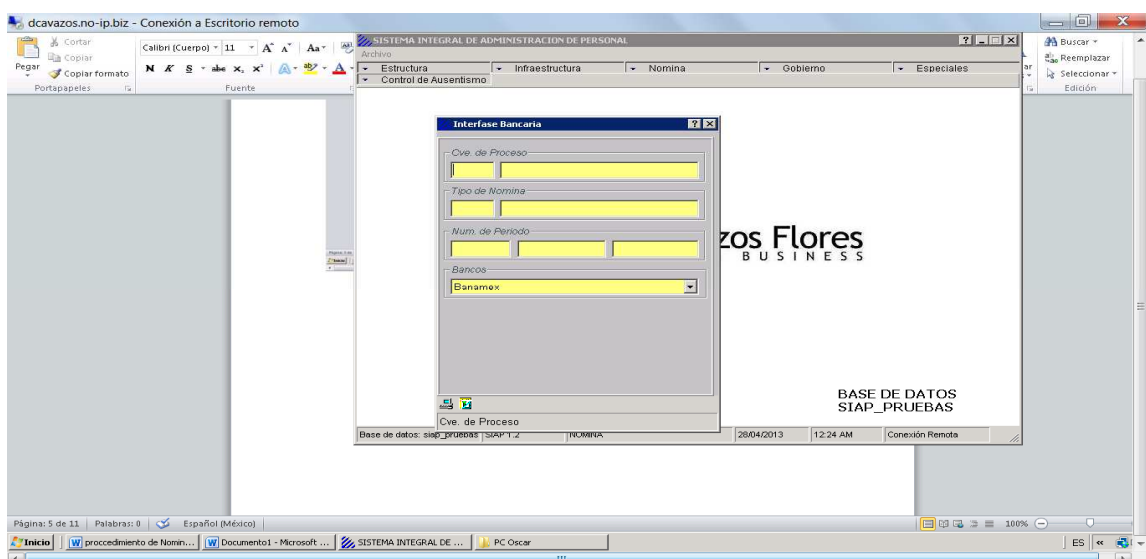 dcavazos.no-ip.biz - Conexión a Escritorio remoto
Cortar
Copiar
Pegar
Copiar formato
Portapapeles
Calibri (Cuerpo) 11 A A Aa
N K S abc x, x² A A
Fuente
SISTEMA INTEGRAL DE ADMINISTRACION DE PERSONAL
Archivo
Estructura Infraestructura Nomina Gobierno Especiales
Control de Ausentismo
Buscar
Reemplazar
Seleccionar
Edición
Interfase Bancaria
Cve. de Proceso
Tipo de Nomina
Num. de Periodo
Bancos
Banamex
Cve. de Proceso
zos Flores
BUSINESS
BASE DE DATOS
SIAP_PRUEBAS
Base de datos: siap_pruebas SIAP 1.2 NOMINA 28/04/2013 12:24 AM Conexión Remota
Página: 5 de 11 Palabras: 0 Español (México) 100%
Inicio proccedimiento de Nomin... Documento1 - Microsoft ... SISTEMA INTEGRAL DE ... PC Oscar ES